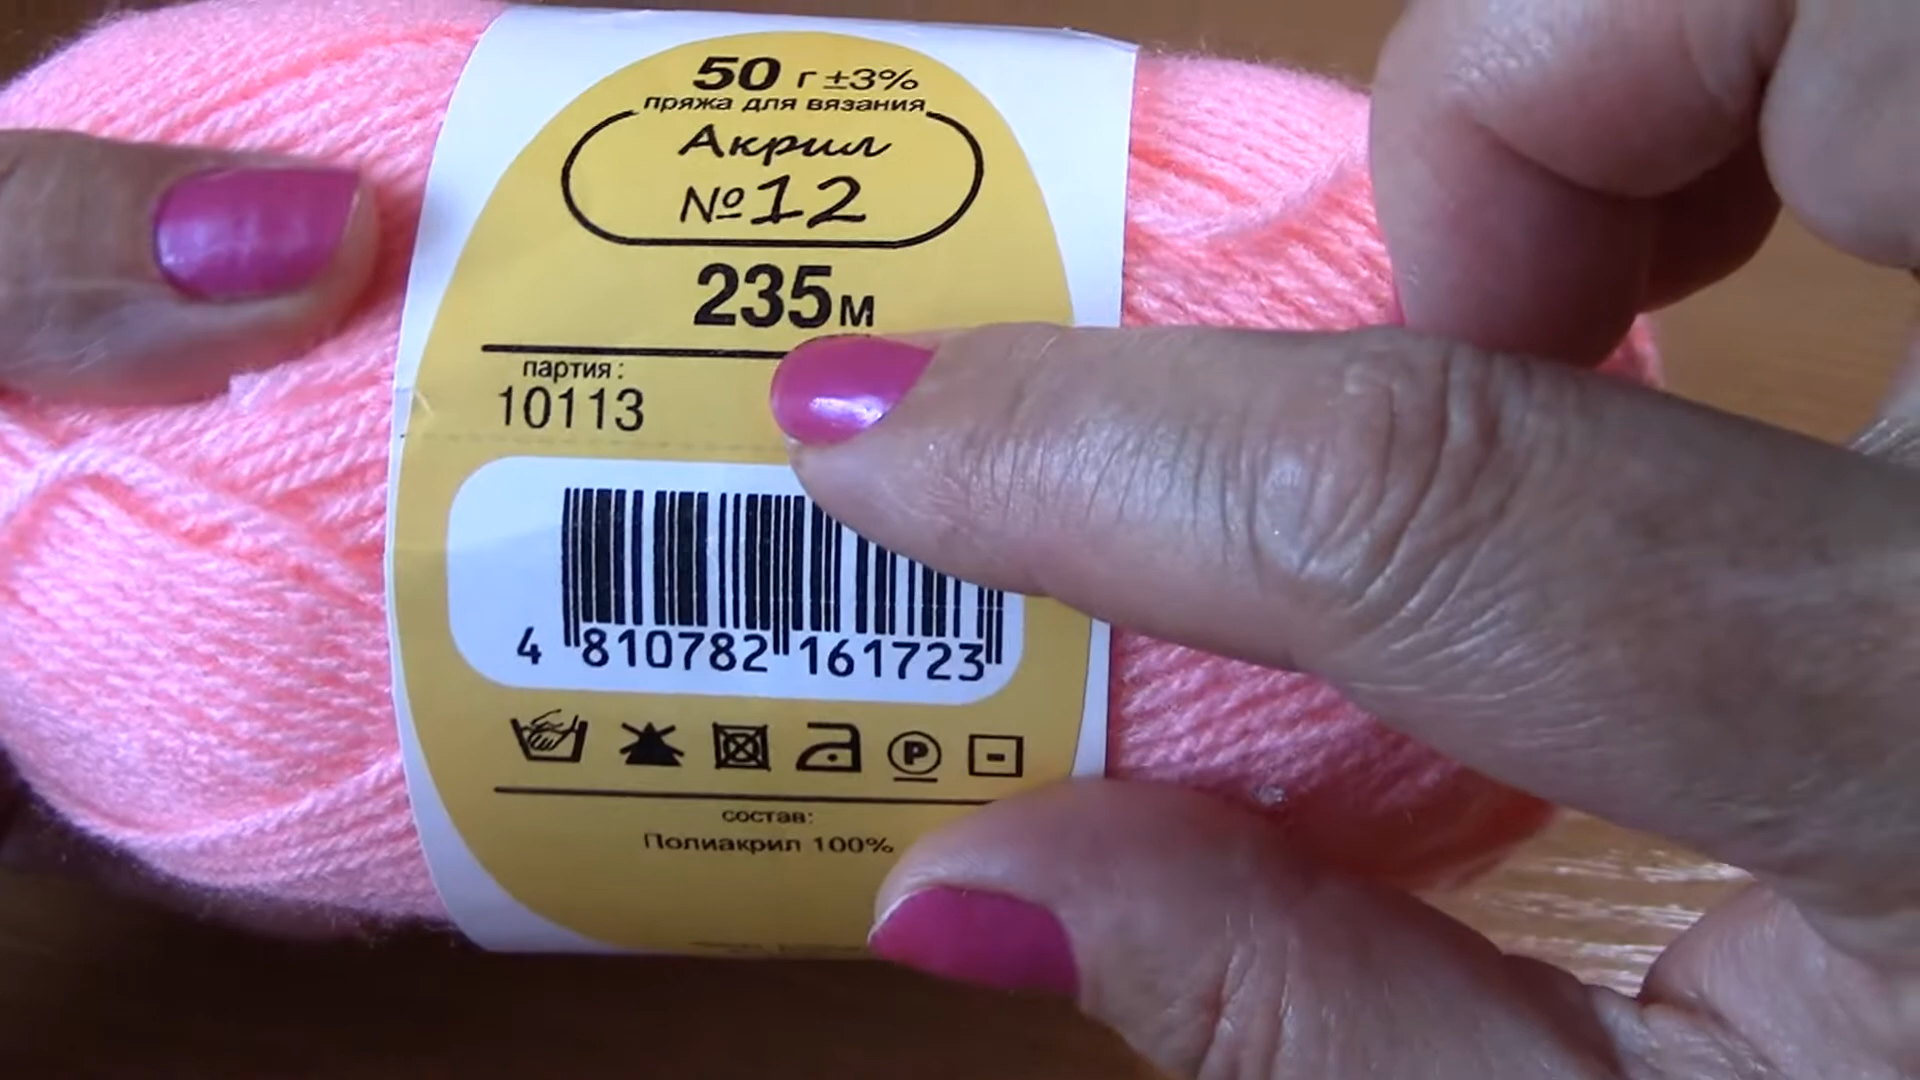 50 г ±3%
пряжа для вязания
Акрил
№12
235м
партия:
10113
4 810782 161723
P
состав:
Полиакрил 100%